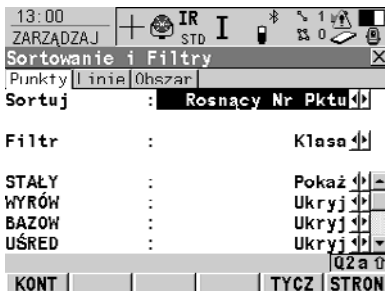 13:00
ZARZĄDZAJ
IR
STD
I
1
0
Sortowanie i Filtry X
Punkty Linie Obszar
Sortuj : Rosnący Nr Pktu
Filtr : Klasa
STAŁY : Pokaż
WYRÓW : Ukryj
BAZOW : Ukryj
UŚRED : Ukryj
Q2a
KONT TYCZ STRON